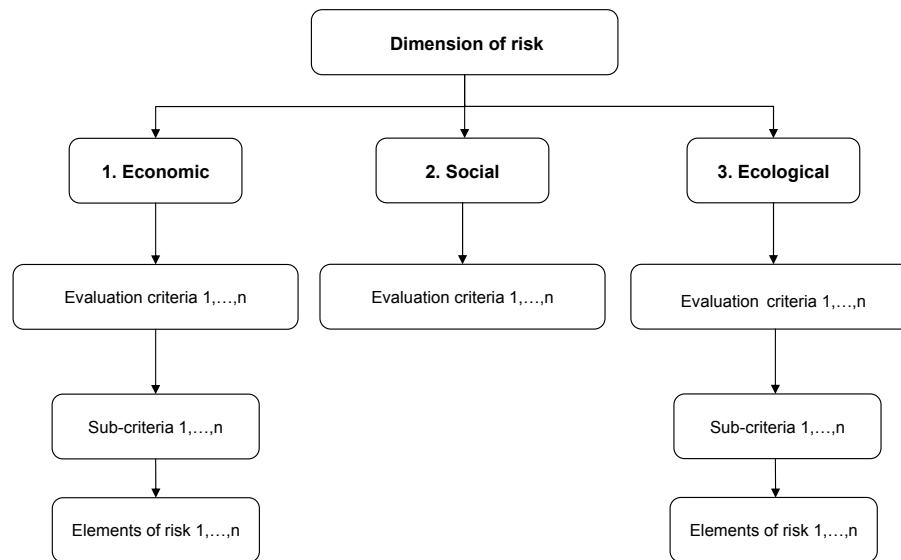 Dimension of risk
1. Economic
2. Social
3. Ecological
Evaluation criteria 1,…,n
Evaluation criteria 1,…,n
Evaluation criteria 1,…,n
Sub-criteria 1,…,n
Sub-criteria 1,…,n
Elements of risk 1,…,n
Elements of risk 1,…,n